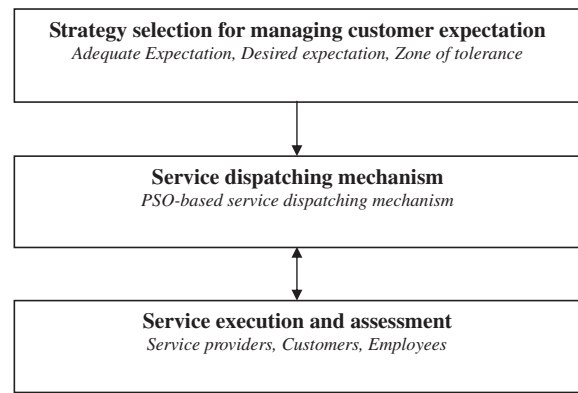 Strategy selection for managing customer expectation
Adequate Expectation, Desired expectation, Zone of tolerance
Service dispatching mechanism
PSO-based service dispatching mechanism
Service execution and assessment
Service providers, Customers, Employees